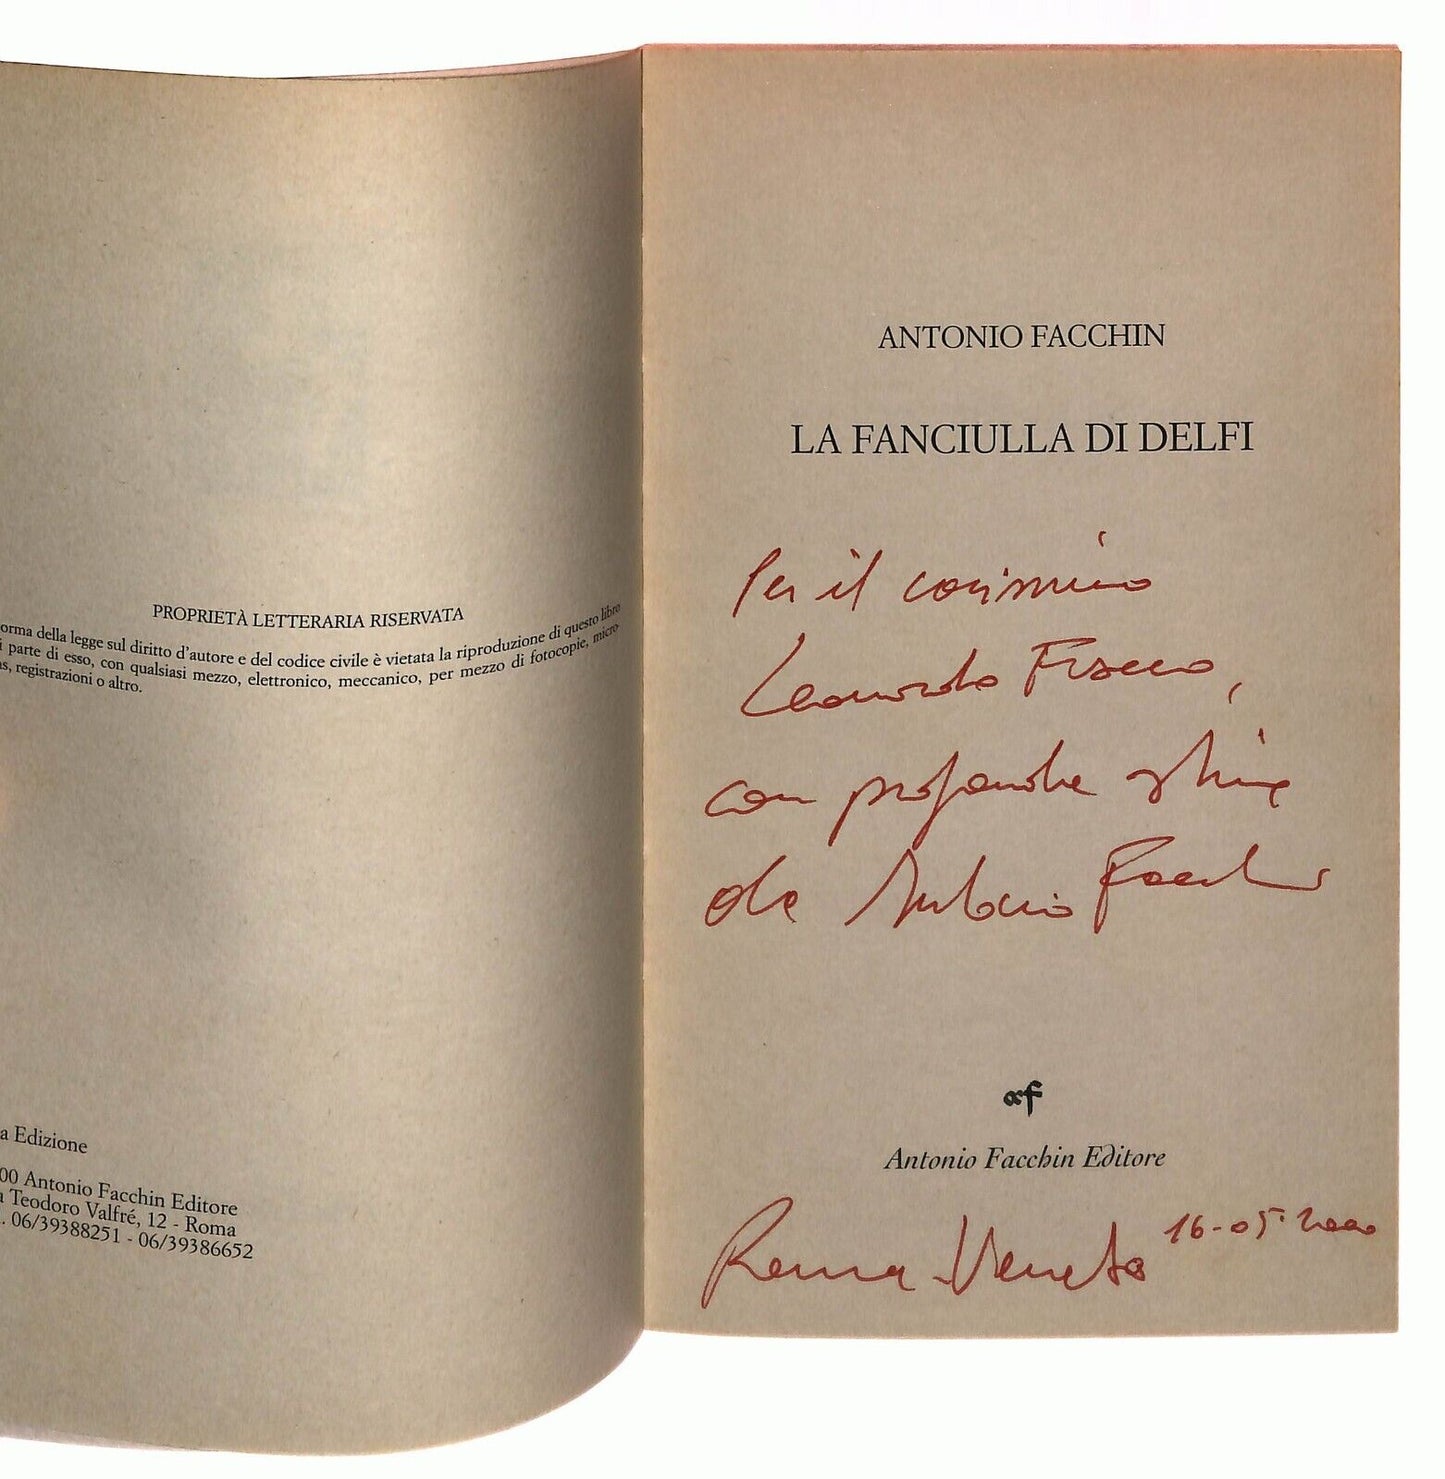 PROPRIETÀ LETTERARIA RISERVATA
orma della legge sul diritto d'autore e del codice civile è vietata la riproduzione di questo libro
i parte di esso, con qualsiasi mezzo, elettronico, meccanico, per mezzo di fotocopie, micro-
registrazioni o altro.
a Edizione
00 Antonio Facchin Editore
Teodoro Valfré, 12 - Roma
. 06/39388251 - 06/39386652
ANTONIO FACCHIN
LA FANCIULLA DI DELFI
Per il carissimo
Leonardo
con profonda stima
da Antonio Facchin
af
Antonio Facchin Editore
Roma Veneto 16-05-2000